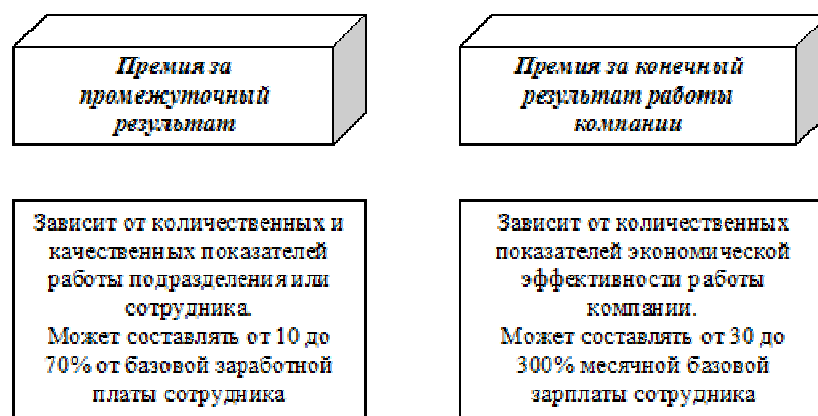 Премия за
промежуточный
результат
Премия за конечный
результат работы
компании
Зависит от количественных и
качественных показателей
работы подразделения или
сотрудника.
Может составлять от 10 до
70% от базовой заработной
платы сотрудника
Зависит от количественных
показателей экономической
эффективности работы
компании.
Может составлять от 30 до
300% месячной базовой
зарплаты сотрудника